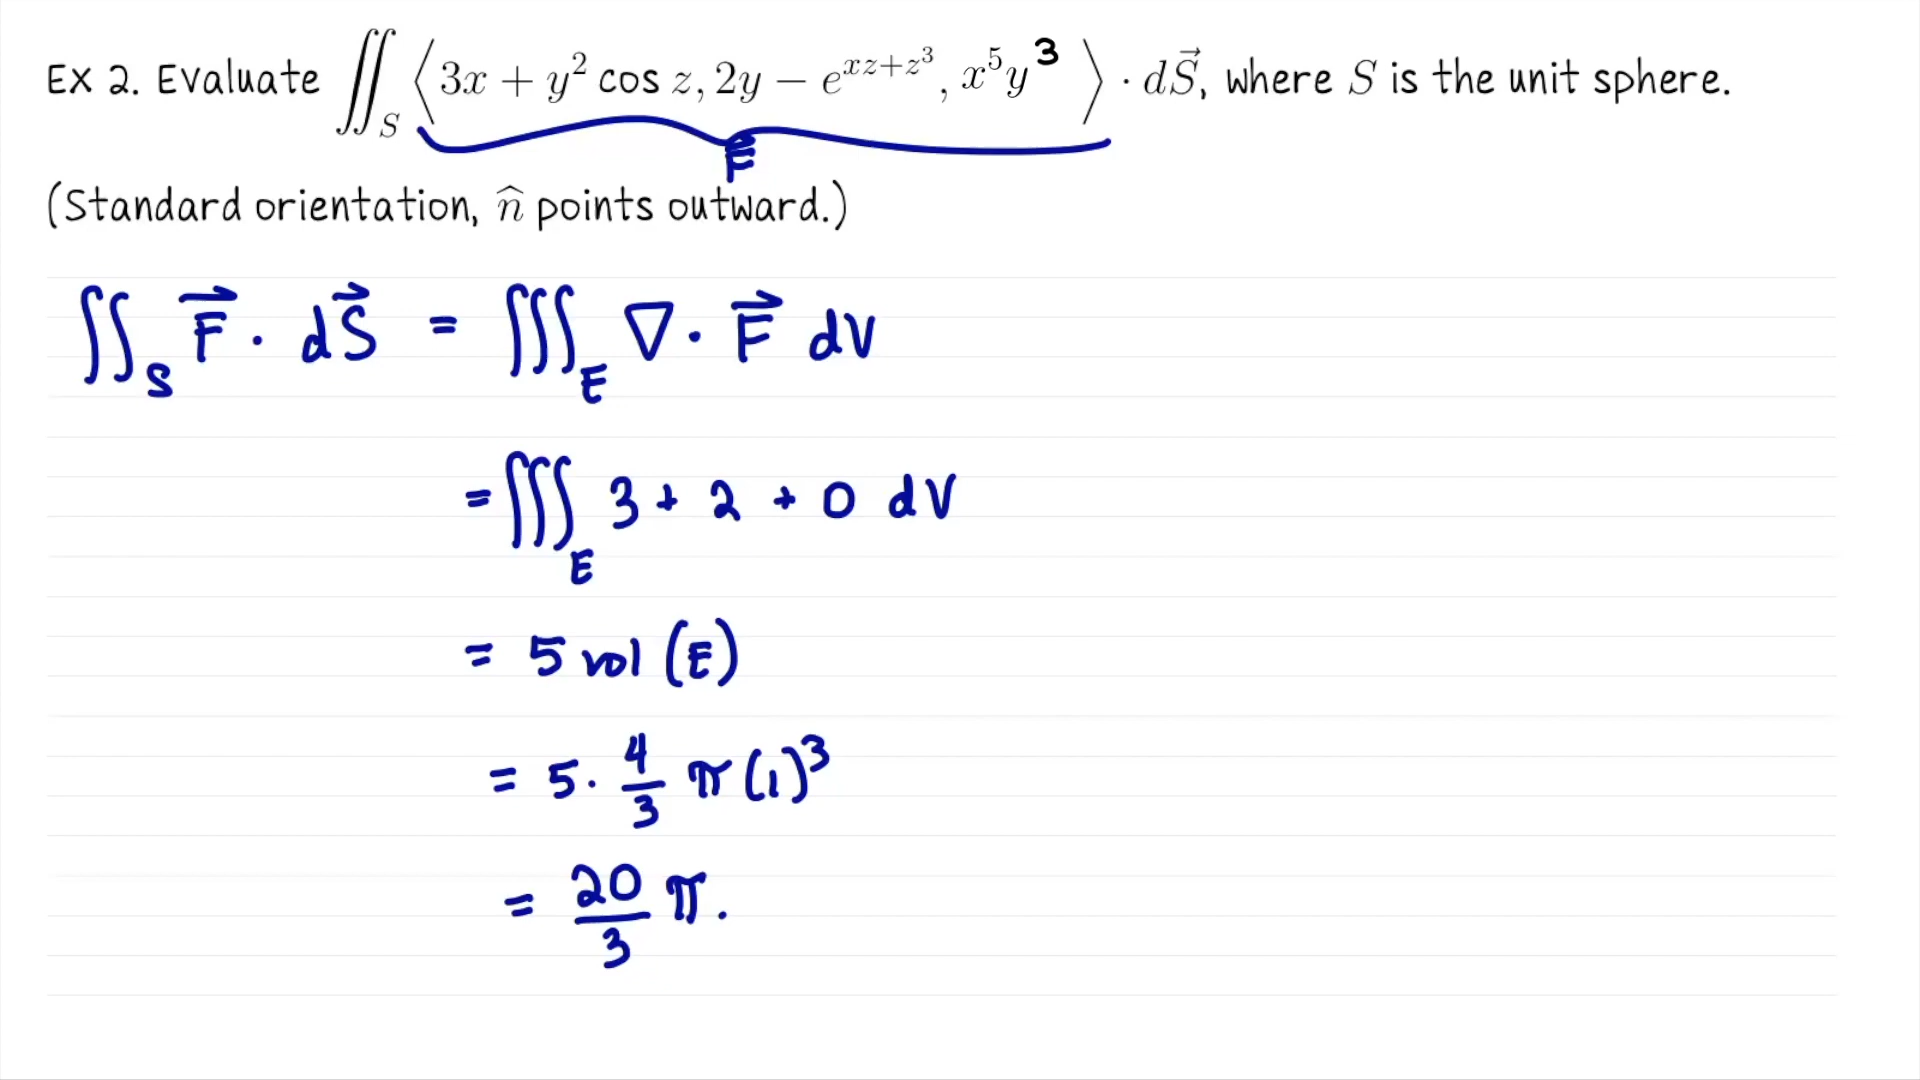 Ex 2. Evaluate ∬_S ⟨3x + y² cos z, 2y − e^{xz+z³}, x⁵y³⟩ · dS⃗, where S is the unit sphere.
F⃗
(Standard orientation, n̂ points outward.)
∬_S F⃗ · dS⃗ = ∭_E ∇ · F⃗ dV
= ∭_E 3 + 2 + 0 dV
= 5 vol (E)
= 5 · 4/3 π (1)³
= 20/3 π.